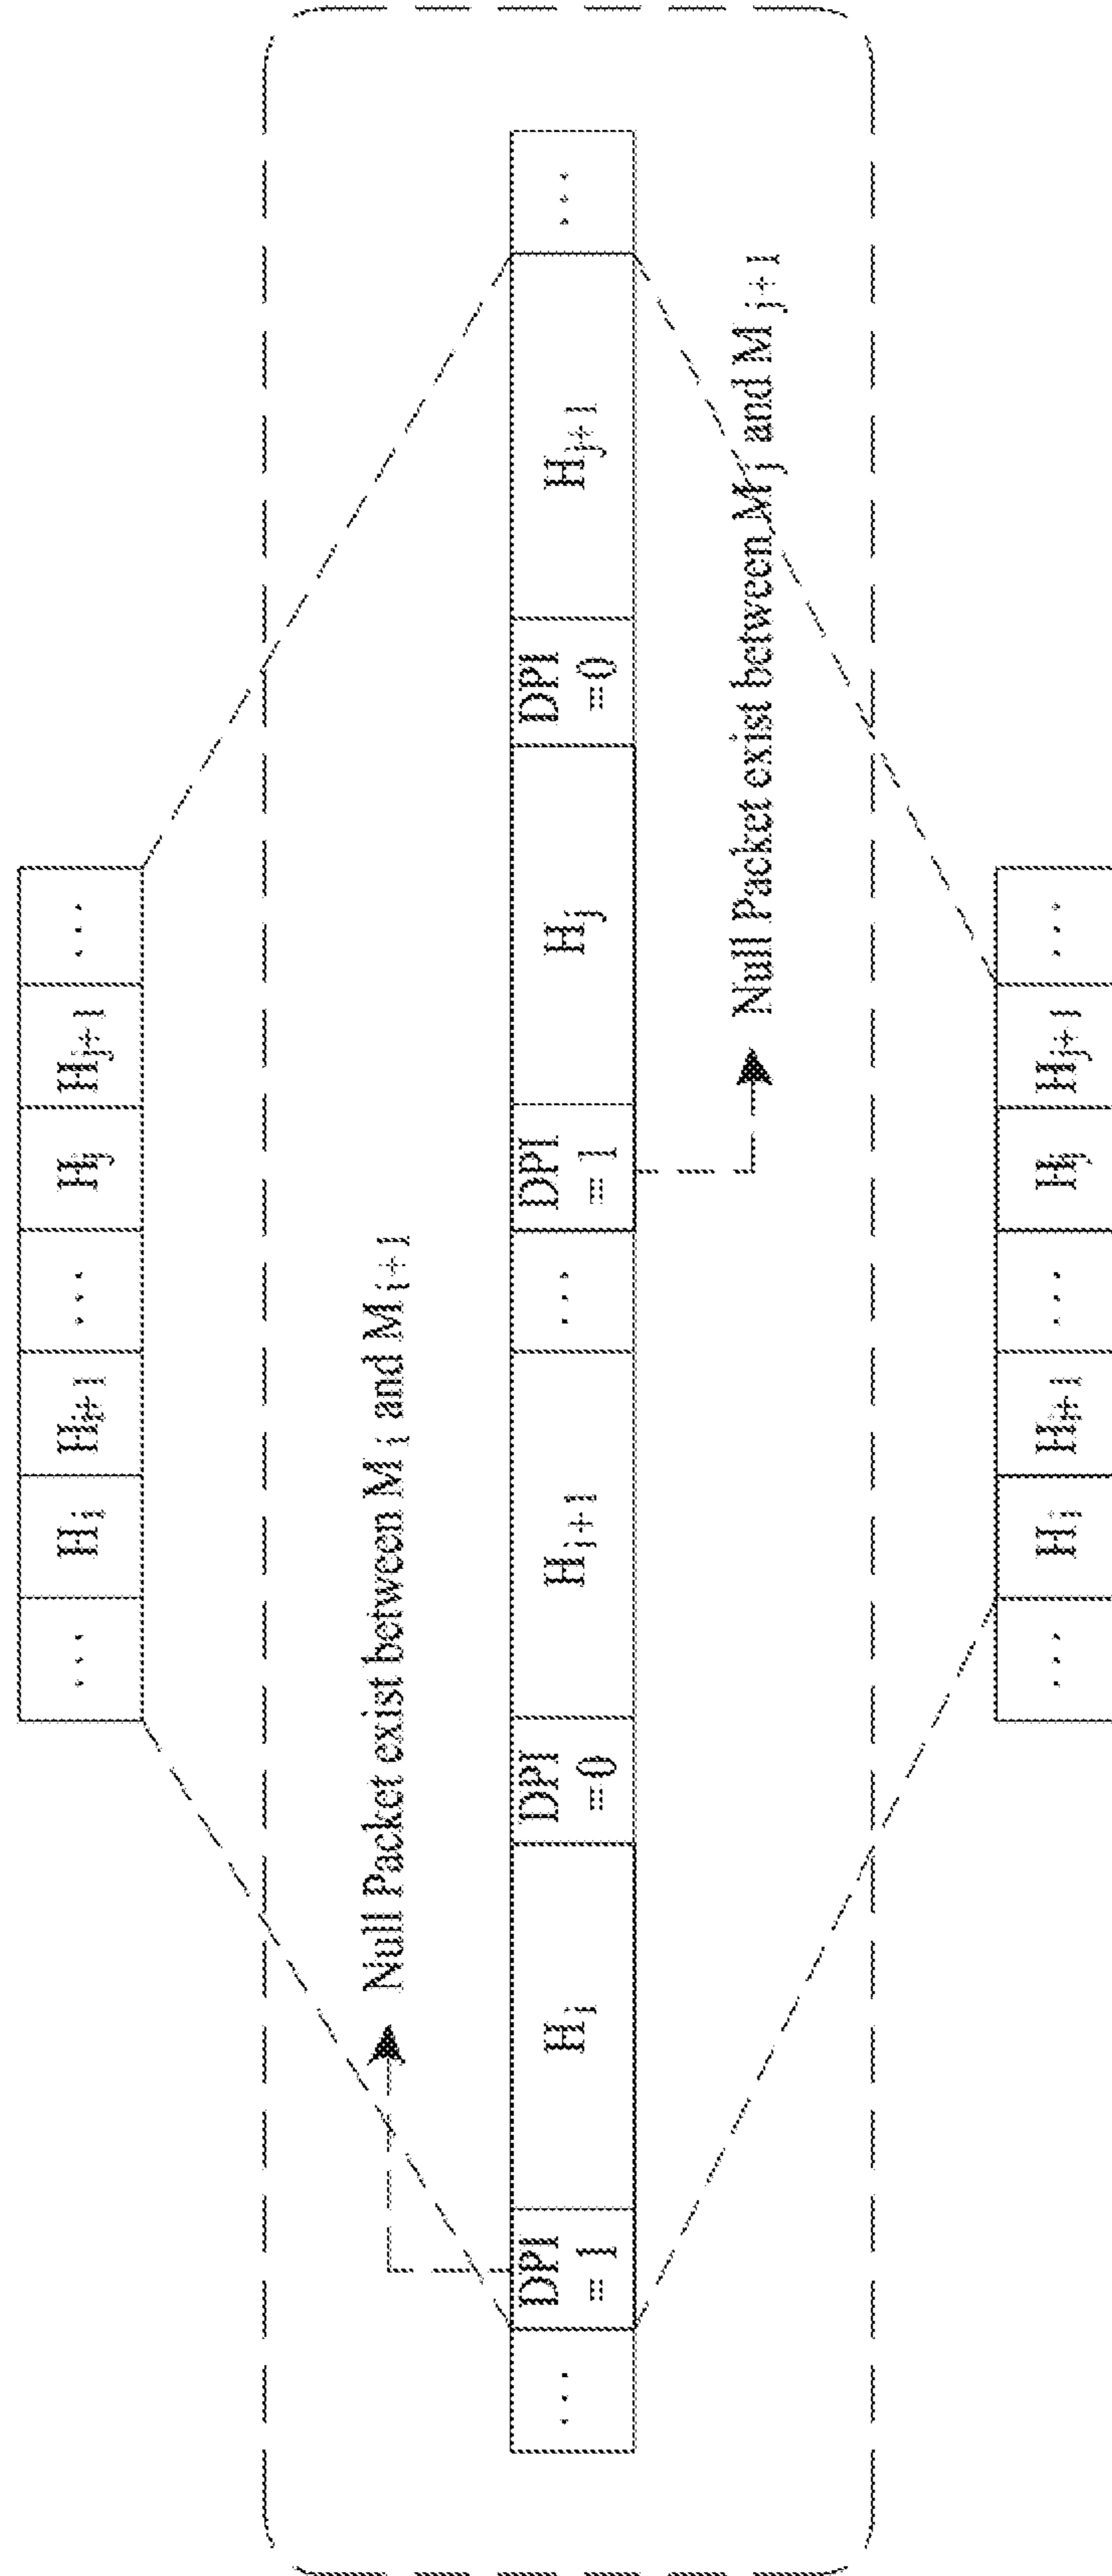 ... Hi Hi+1 ... Hj Hj+1 ...
Null Packet exist between Mi and Mi+1
... DPI = 1 Hi DPI =0 Hi+1 ... DPI = 1 Hj DPI =0 Hj+1 ...
Null Packet exist between Mj and Mj+1
... Hi Hi+1 ... Hj Hj+1 ...